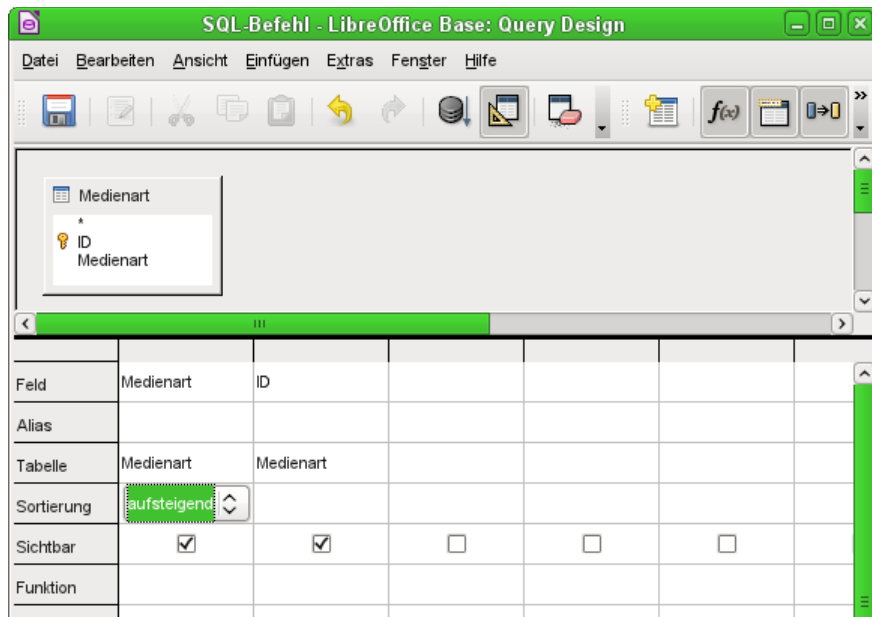 SQL-Befehl - LibreOffice Base: Query Design
Datei Bearbeiten Ansicht Einfügen Extras Fenster Hilfe
f(x)
Medienart
*
ID
Medienart
Feld Medienart ID
Alias
Tabelle Medienart Medienart
Sortierung aufsteigend
Sichtbar
Funktion